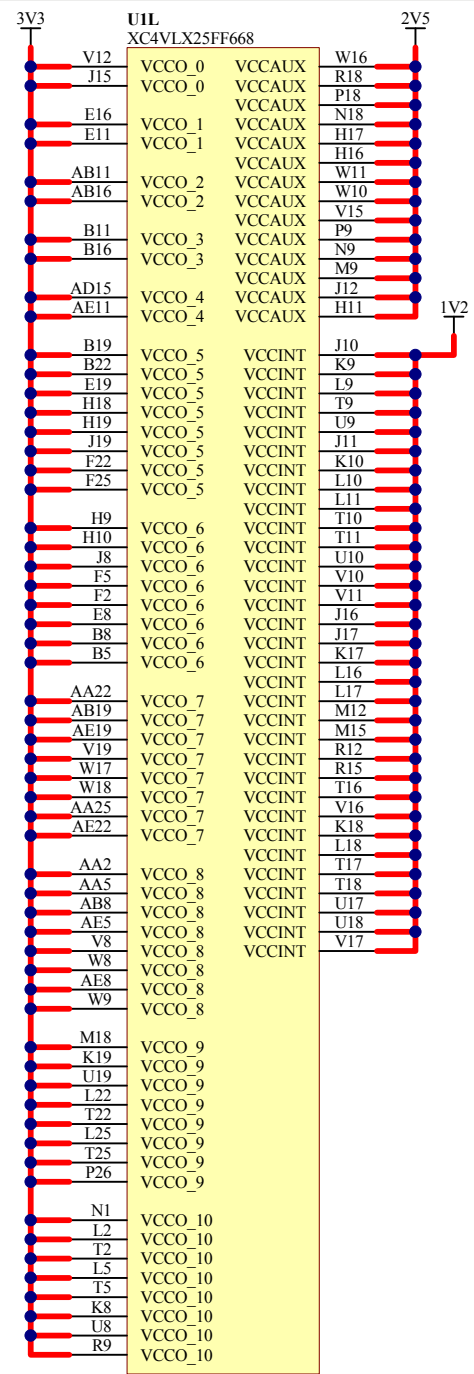 3V3 U1L 2V5
XC4VLX25FF668
V12 VCCO_0 VCCAUX W16
J15 VCCO_0 VCCAUX R18
VCCAUX P18
E16 VCCO_1 VCCAUX N18
E11 VCCO_1 VCCAUX H17
VCCAUX H16
AB11 VCCO_2 VCCAUX W11
AB16 VCCO_2 VCCAUX W10
VCCAUX V15
B11 VCCO_3 VCCAUX P9
B16 VCCO_3 VCCAUX N9
VCCAUX M9
AD15 VCCO_4 VCCAUX J12
AE11 VCCO_4 VCCAUX H11
1V2
B19 VCCO_5 VCCINT J10
B22 VCCO_5 VCCINT K9
E19 VCCO_5 VCCINT L9
H18 VCCO_5 VCCINT T9
H19 VCCO_5 VCCINT U9
J19 VCCO_5 VCCINT J11
F22 VCCO_5 VCCINT K10
F25 VCCO_5 VCCINT L10
VCCINT L11
H9 VCCO_6 VCCINT T10
H10 VCCO_6 VCCINT T11
J8 VCCO_6 VCCINT U10
F5 VCCO_6 VCCINT V10
F2 VCCO_6 VCCINT V11
E8 VCCO_6 VCCINT J16
B8 VCCO_6 VCCINT J17
B5 VCCO_6 VCCINT K17
VCCINT L16
AA22 VCCO_7 VCCINT L17
AB19 VCCO_7 VCCINT M12
AE19 VCCO_7 VCCINT M15
V19 VCCO_7 VCCINT R12
W17 VCCO_7 VCCINT R15
W18 VCCO_7 VCCINT T16
AA25 VCCO_7 VCCINT V16
AE22 VCCO_7 VCCINT K18
VCCINT L18
AA2 VCCO_8 VCCINT T17
AA5 VCCO_8 VCCINT T18
AB8 VCCO_8 VCCINT U17
AE5 VCCO_8 VCCINT U18
V8 VCCO_8 VCCINT V17
W8 VCCO_8
AE8 VCCO_8
W9 VCCO_8
M18 VCCO_9
K19 VCCO_9
U19 VCCO_9
L22 VCCO_9
T22 VCCO_9
L25 VCCO_9
T25 VCCO_9
P26 VCCO_9
N1 VCCO_10
L2 VCCO_10
T2 VCCO_10
L5 VCCO_10
T5 VCCO_10
K8 VCCO_10
U8 VCCO_10
R9 VCCO_10